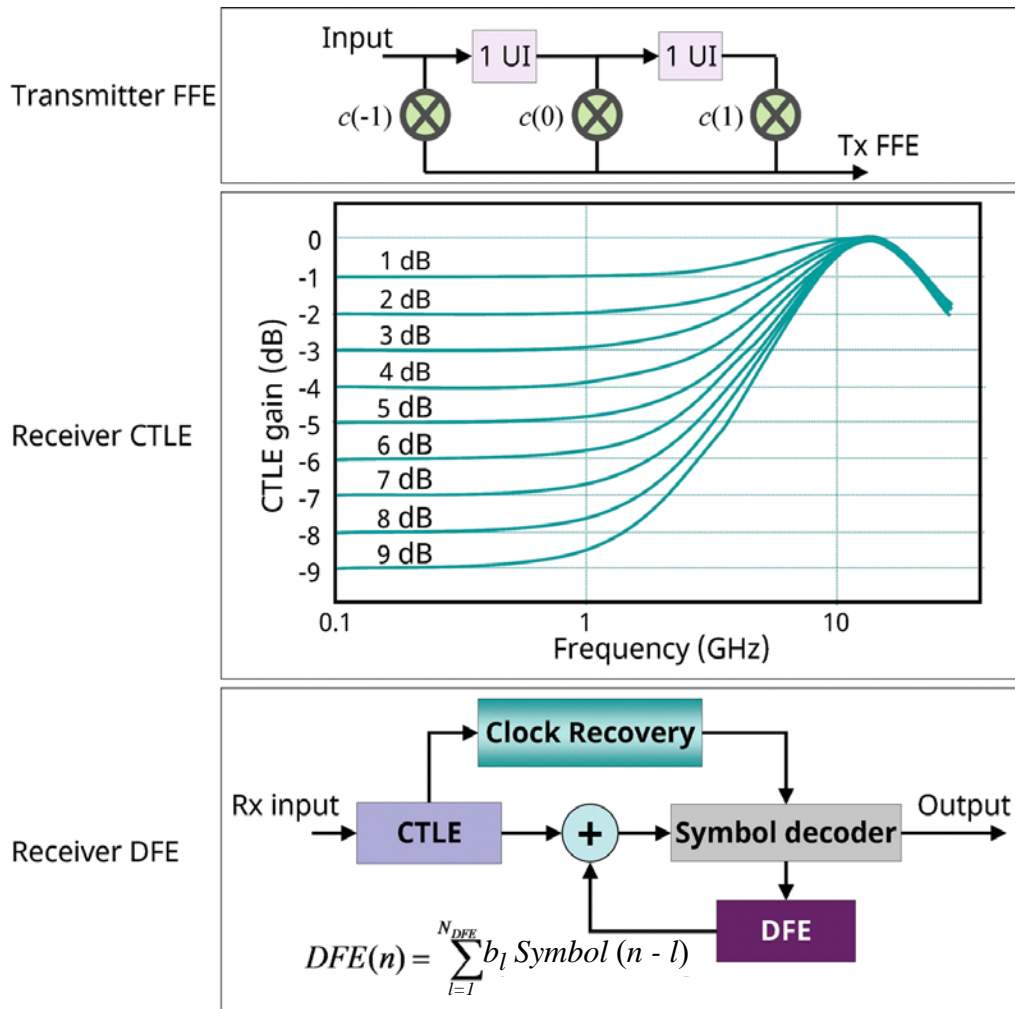 Transmitter FFE
Input
1 UI
1 UI
c(-1)
c(0)
c(1)
Tx FFE
Receiver CTLE
CTLE gain (dB)
0
-1
-2
-3
-4
-5
-6
-7
-8
-9
1 dB
2 dB
3 dB
4 dB
5 dB
6 dB
7 dB
8 dB
9 dB
0.1 1 10
Frequency (GHz)
Receiver DFE
Clock Recovery
Rx input
CTLE
+
Symbol decoder
Output
DFE
DFE(n) = ∑_{l=1}^{N_{DFE}} b_l Symbol (n - l)